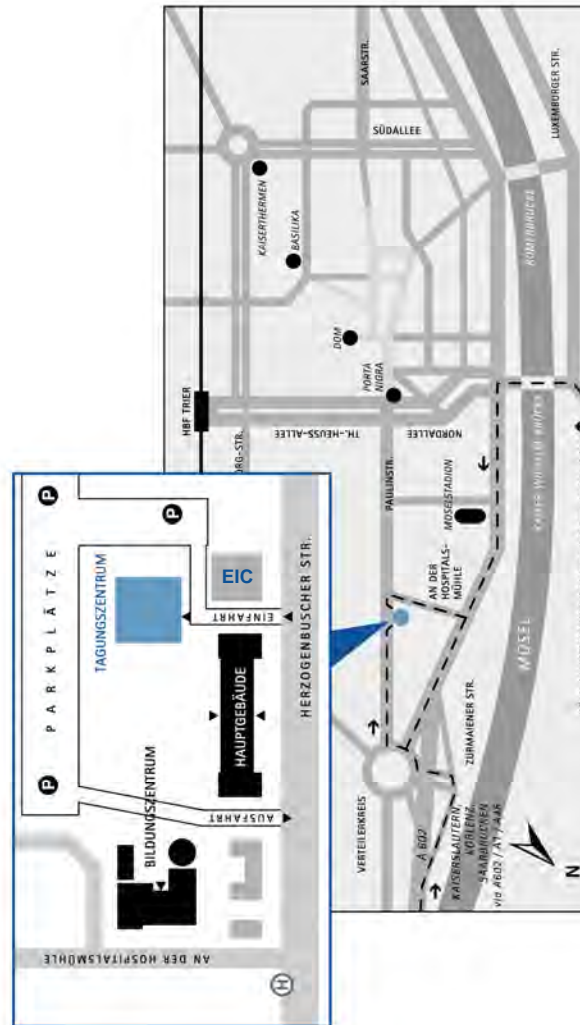 P A R K P L Ä T Z E
P
P
P
TAGUNGSZENTRUM
EIC
EINFAHRT
HAUPTGEBÄUDE
BILDUNGSZENTRUM
AUSFAHRT
HERZOGENBUSCHER STR.
AN DER HOSPITALSMÜHLE
H
HBF TRIER
ORG-STR.
TH.-HEUSS-ALLEE
NORDALLEE
KAISERTHERMEN
BASILIKA
DOM
PORTA
NIGRA
SAARSTR.
SÜDALLEE
LUXEMBURGER STR.
RÖMERBRÜCKE
KAISER WILHELM BRÜCKE
PAULINSTR.
MOSELSTADION
AN DER
HOSPITALS-
MÜHLE
MOSEL
ZURMAIENER STR.
VERTEILERKREIS
A 602
KAISERSLAUTERN,
KOBLENZ,
SAARBRÜCKEN
via A602 / A1 / A48
N